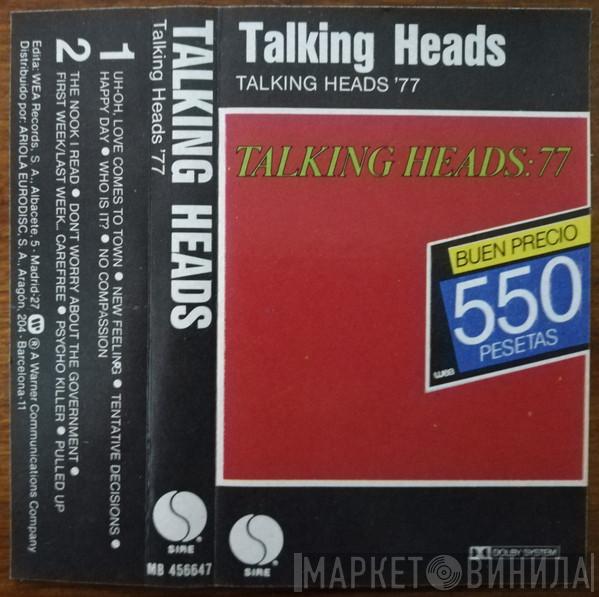 Talking Heads
TALKING HEADS '77
TALKING HEADS: 77
BUEN PRECIO
550
PESETAS
wea
SIRE
DOLBY SYSTEM
TALKING HEADS
Talking Heads '77
SIRE
MB 456647
1
UH-OH, LOVE COMES TO TOWN ● NEW FEELING ● TENTATIVE DECISIONS ●
HAPPY DAY ● WHO IS IT? ● NO COMPASSION
2
THE NOOK I READ ● DON'T WORRY ABOUT THE GOVERNMENT ●
FIRST WEEK/LAST WEEK... CAREFREE ● PSYCHO KILLER ● PULLED UP
Edita: WEA Records, S. A., Albacete, 5 - Madrid-27 ℗ A Warner Communications Company
Distribuido por: ARIOLA EURODISC, S. A., Aragón, 204 - Barcelona-11
МАРКЕТ ВИНИЛА